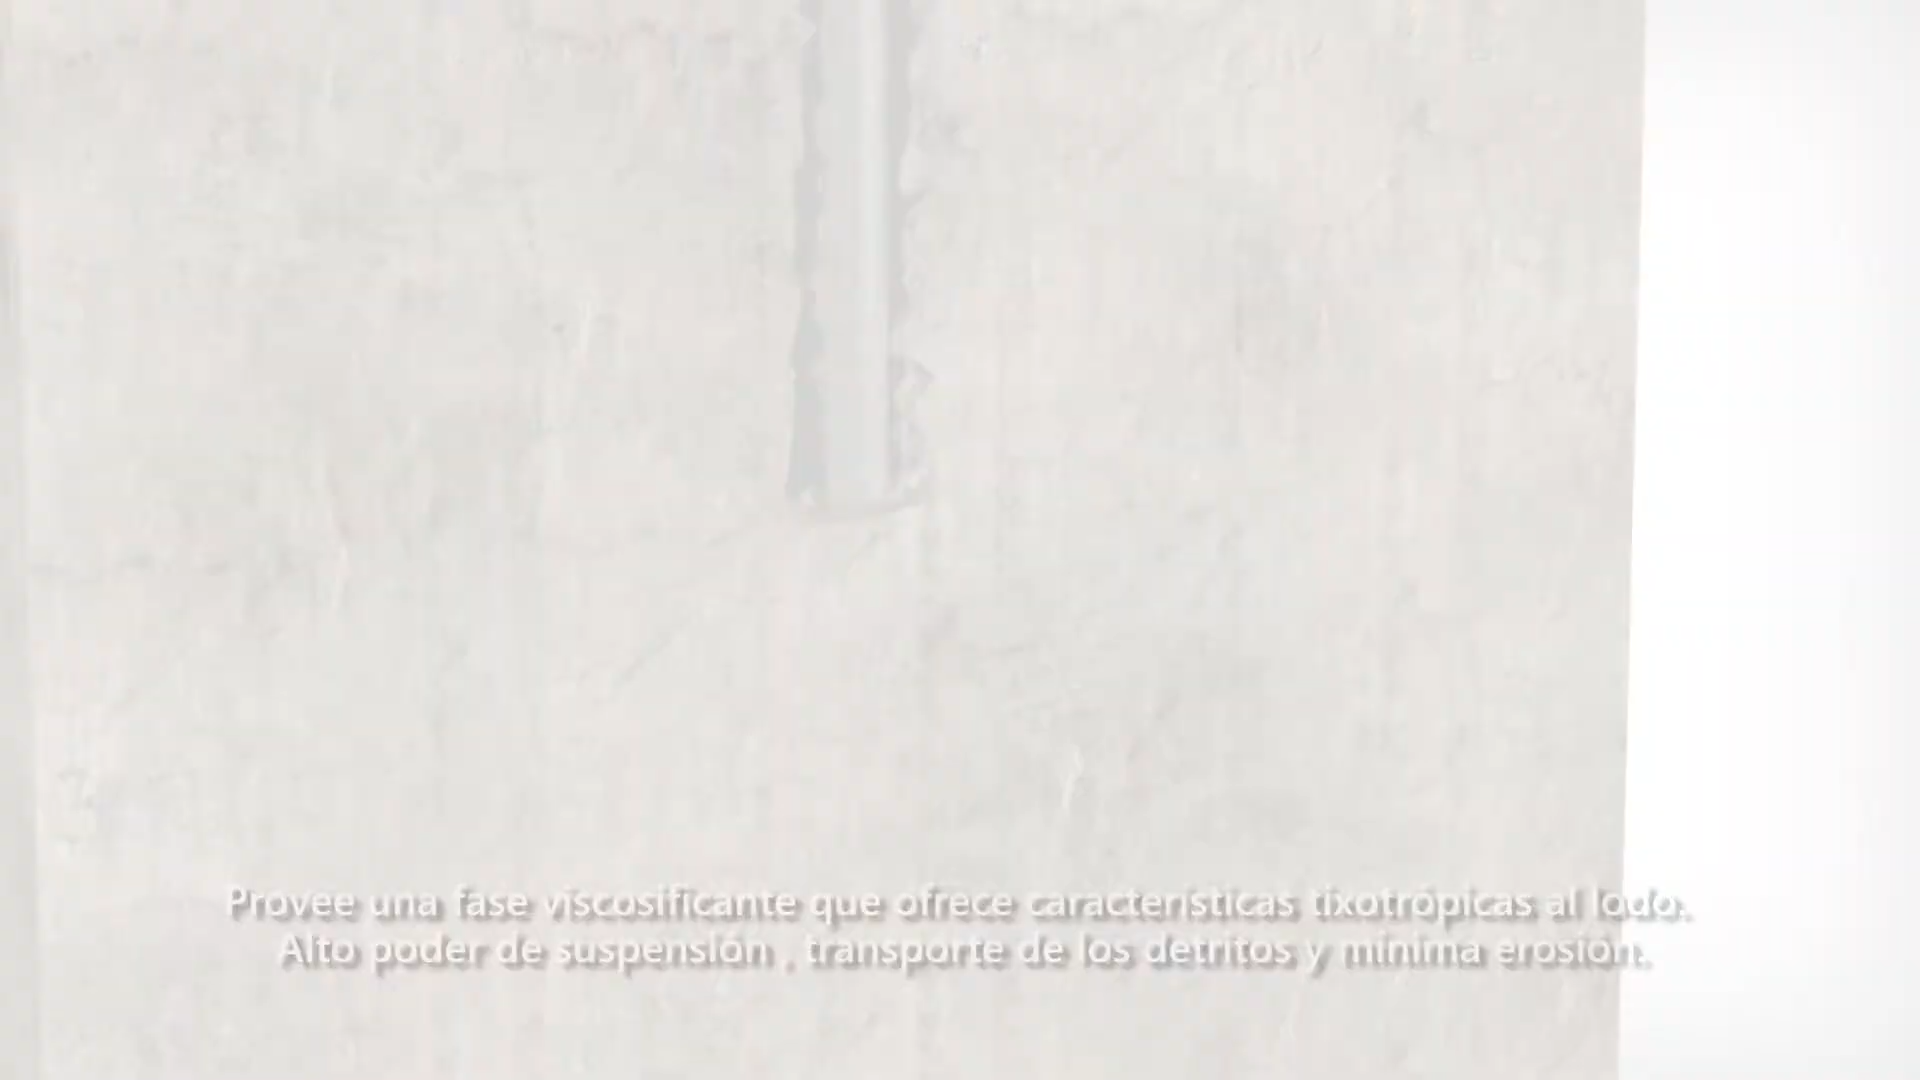 Provee una fase viscosificante que ofrece características tixotrópicas al lodo.
Alto poder de suspensión , transporte de los detritos y mínima erosión.